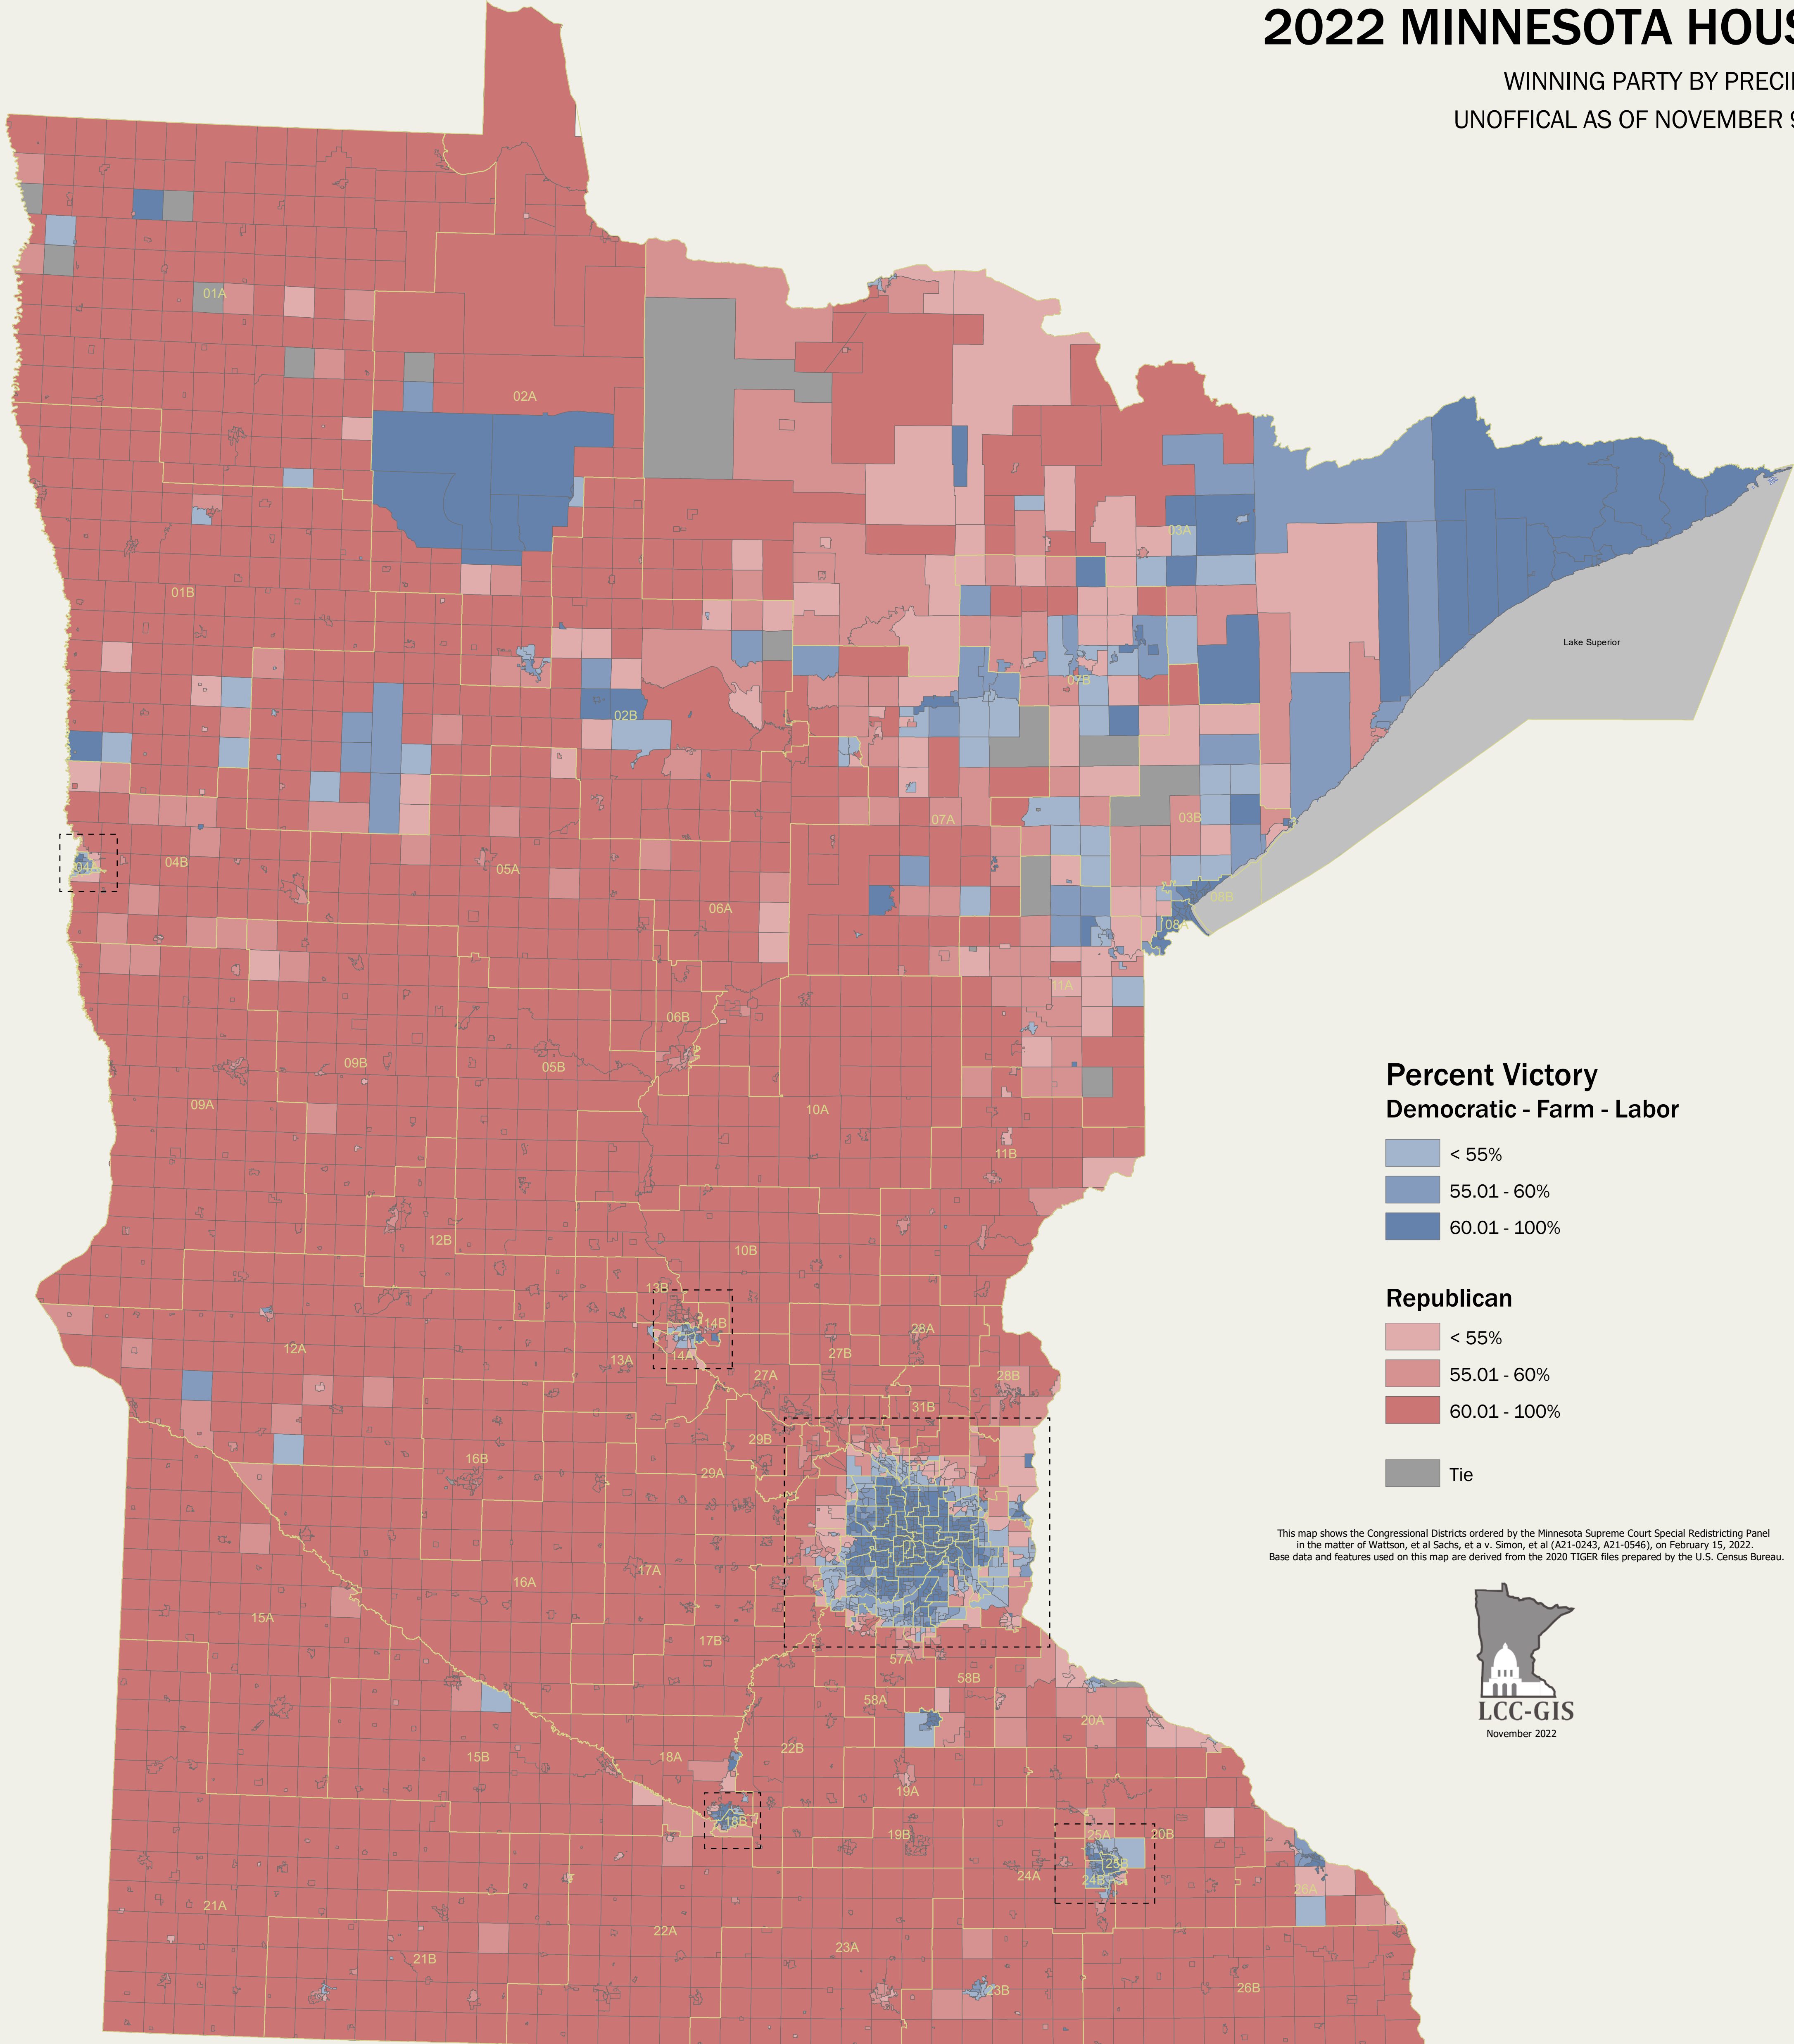 2022 MINNESOTA HOUS
WINNING PARTY BY PRECI
UNOFFICAL AS OF NOVEMBER 9
01A
02A
03A
01B
Lake Superior
07B
02B
03B
07A
04A
04B
05A
06A
08B
08A
11A
06B
09B
05B
09A
10A
11B
12B
10B
13B
14B
28A
12A
13A
14A
27B
27A
28B
31B
29B
16B
29A
17A
16A
15A
17B
57A
58B
58A
20A
22B
15B
18A
19A
18B
19B
25A
20B
25B
24A
24B
26A
21A
22A
23A
21B
23B
26B
Percent Victory
Democratic - Farm - Labor
< 55%
55.01 - 60%
60.01 - 100%
Republican
< 55%
55.01 - 60%
60.01 - 100%
Tie
This map shows the Congressional Districts ordered by the Minnesota Supreme Court Special Redistricting Panel
in the matter of Wattson, et al Sachs, et a v. Simon, et al (A21-0243, A21-0546), on February 15, 2022.
Base data and features used on this map are derived from the 2020 TIGER files prepared by the U.S. Census Bureau.
LCC-GIS
November 2022